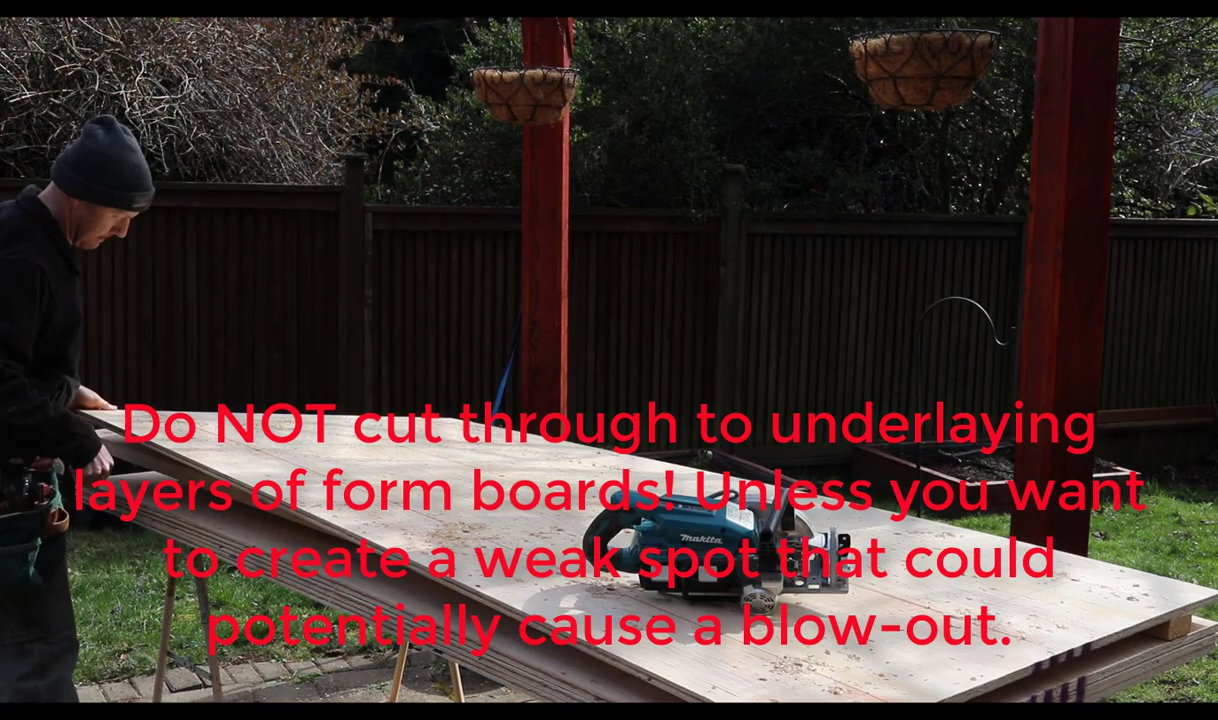 Do NOT cut through to underlaying
layers of form boards! Unless you want
to create a weak spot that could
potentially cause a blow-out.
makita